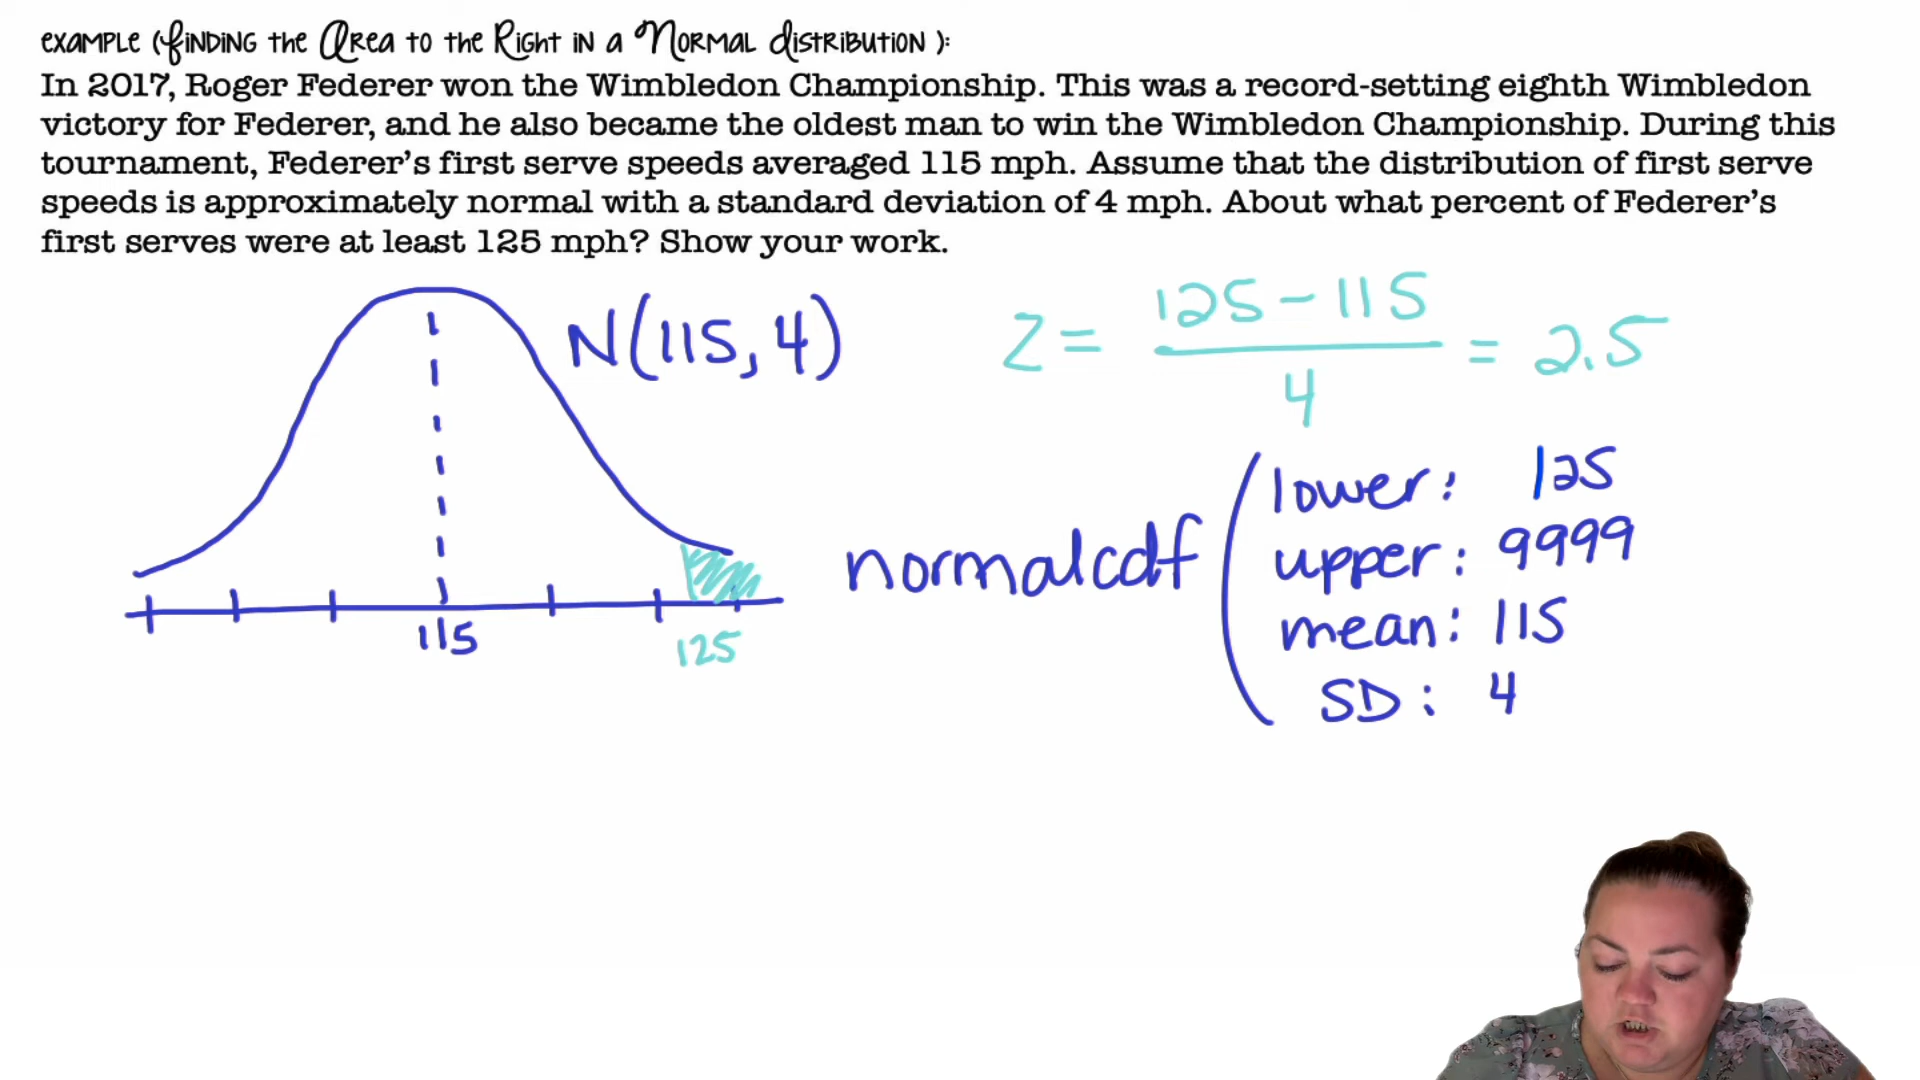 example (Finding the Area to the Right in a Normal Distribution):
In 2017, Roger Federer won the Wimbledon Championship. This was a record-setting eighth Wimbledon
victory for Federer, and he also became the oldest man to win the Wimbledon Championship. During this
tournament, Federer's first serve speeds averaged 115 mph. Assume that the distribution of first serve
speeds is approximately normal with a standard deviation of 4 mph. About what percent of Federer's
first serves were at least 125 mph? Show your work.
N(115, 4)
115
125
Z = 125 - 115 / 4 = 2.5
normalcdf (
lower: 125
upper: 9999
mean: 115
SD: 4